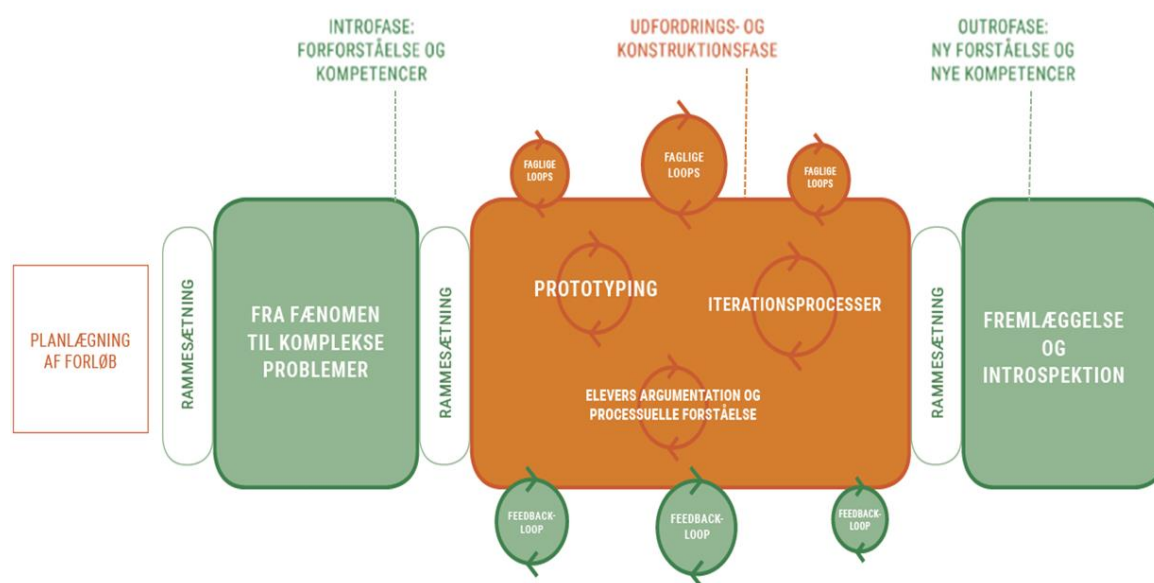 INTROFASE:
FORFORSTÅELSE OG
KOMPETENCER
UDFORDRINGS- OG
KONSTRUKTIONSFASE
OUTROFASE:
NY FORSTÅELSE OG
NYE KOMPETENCER
FAGLIGE
LOOPS
FAGLIGE
LOOPS
FAGLIGE
LOOPS
PLANLÆGNING
AF FORLØB
RAMMESÆTNING
FRA FÆNOMEN
TIL KOMPLEKSE
PROBLEMER
RAMMESÆTNING
PROTOTYPING
ITERATIONSPROCESSER
ELEVERS ARGUMENTATION OG
PROCESSUELLE FORSTÅELSE
RAMMESÆTNING
FREMLÆGGELSE
OG
INTROSPEKTION
FEEDBACK-
LOOP
FEEDBACK-
LOOP
FEEDBACK-
LOOP